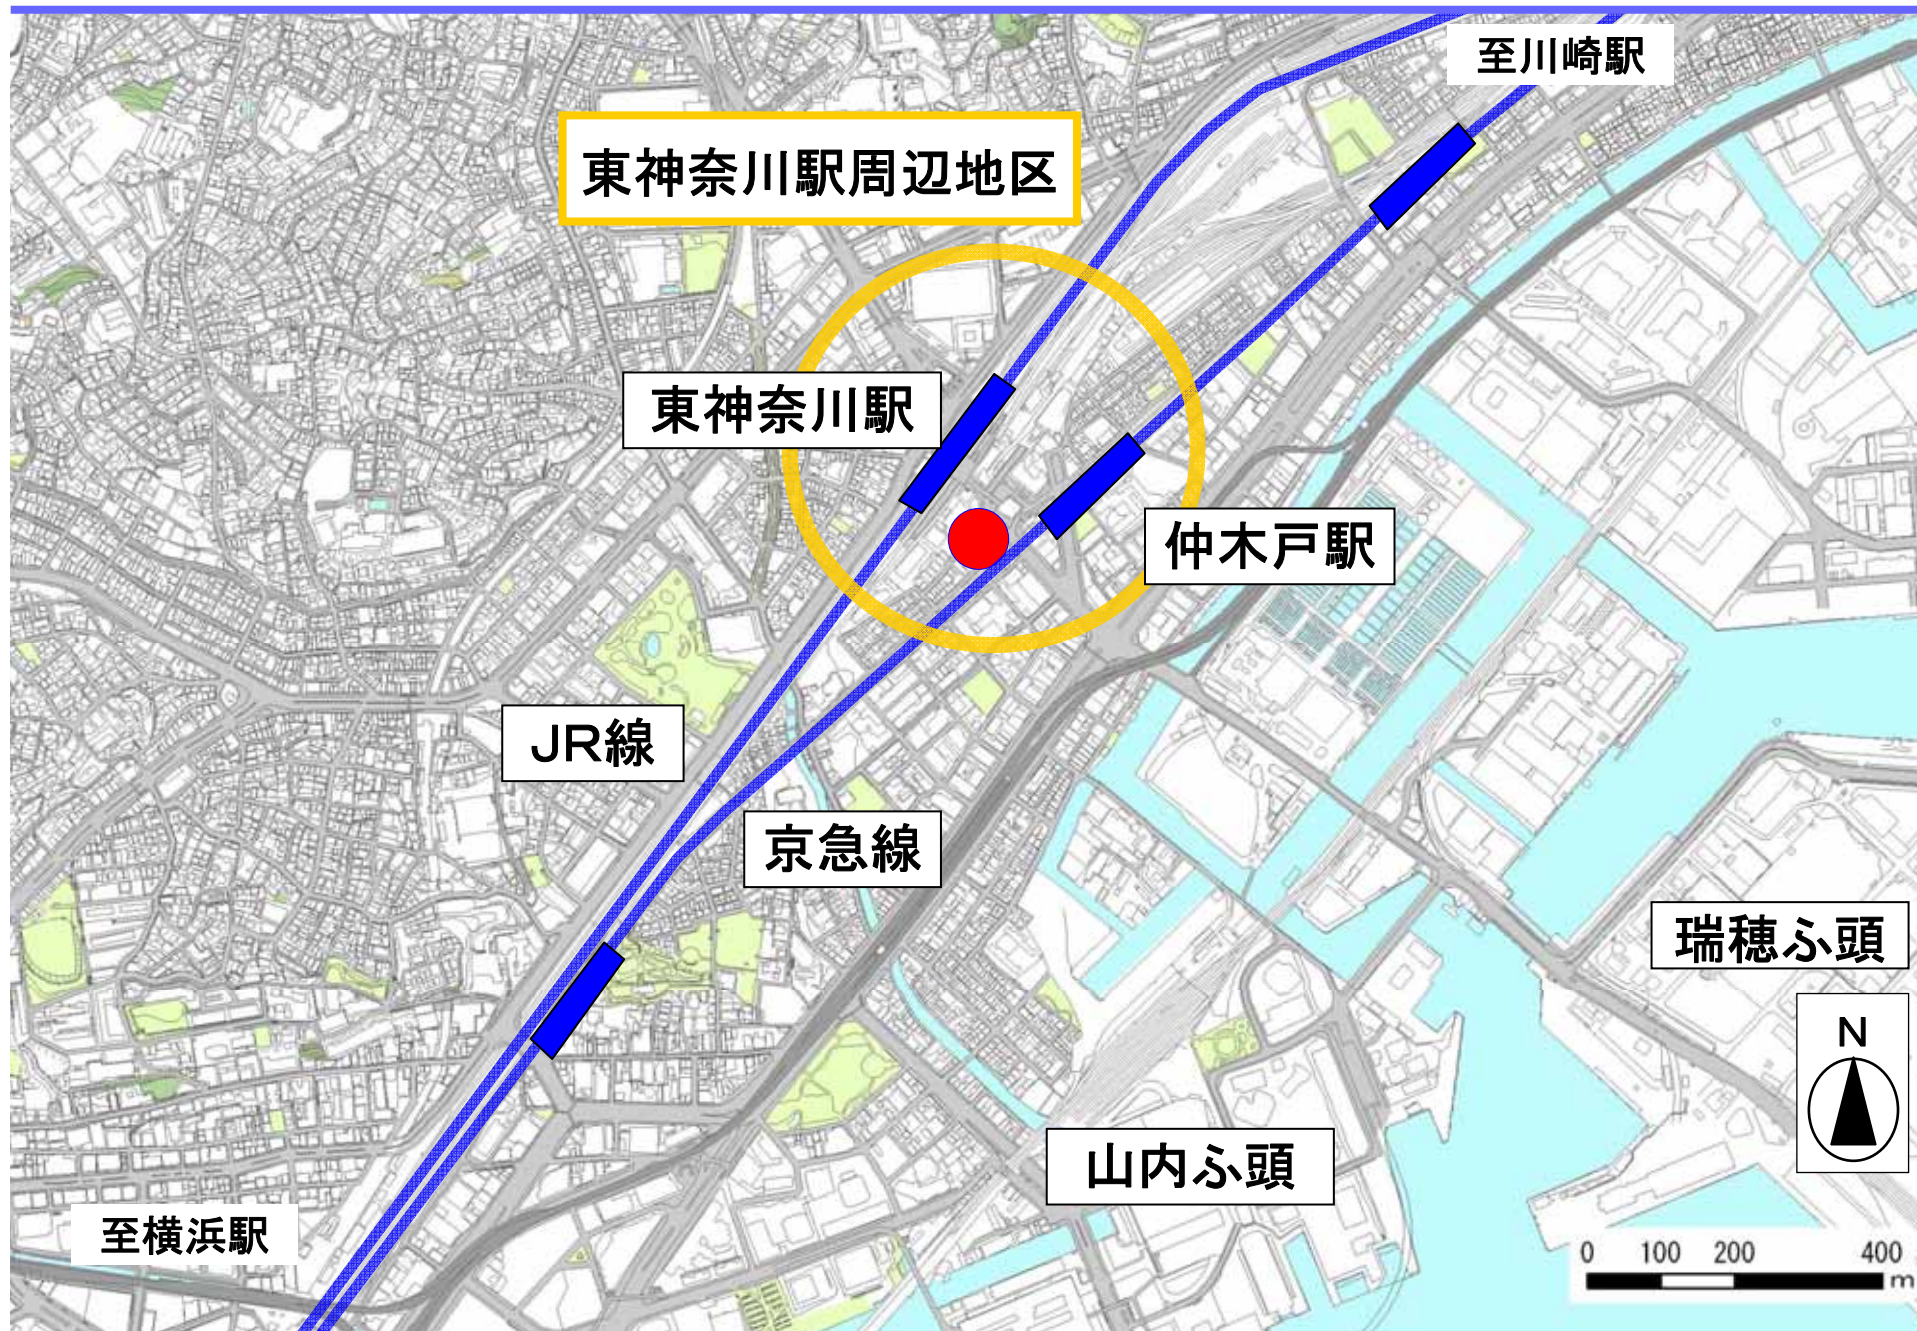 至川崎駅
東神奈川駅周辺地区
東神奈川駅
仲木戸駅
JR線
京急線
瑞穂ふ頭
N
山内ふ頭
至横浜駅
0 100 200 400
m